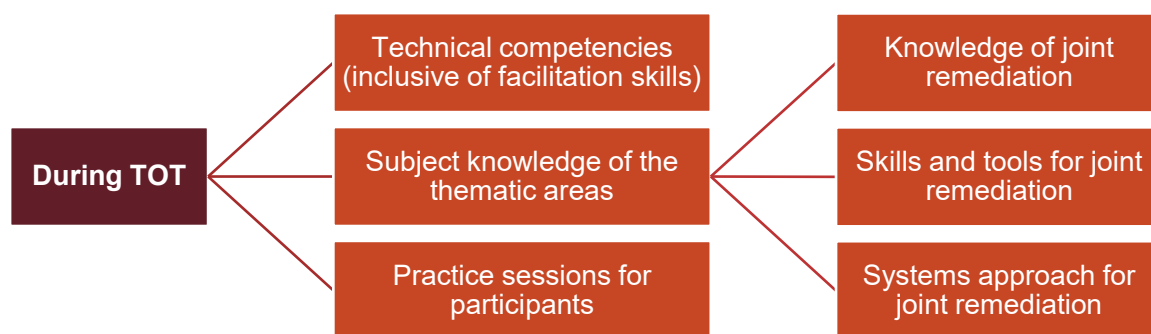 During TOT
Technical competencies
(inclusive of facilitation skills)
Subject knowledge of the
thematic areas
Practice sessions for
participants
Knowledge of joint
remediation
Skills and tools for joint
remediation
Systems approach for
joint remediation